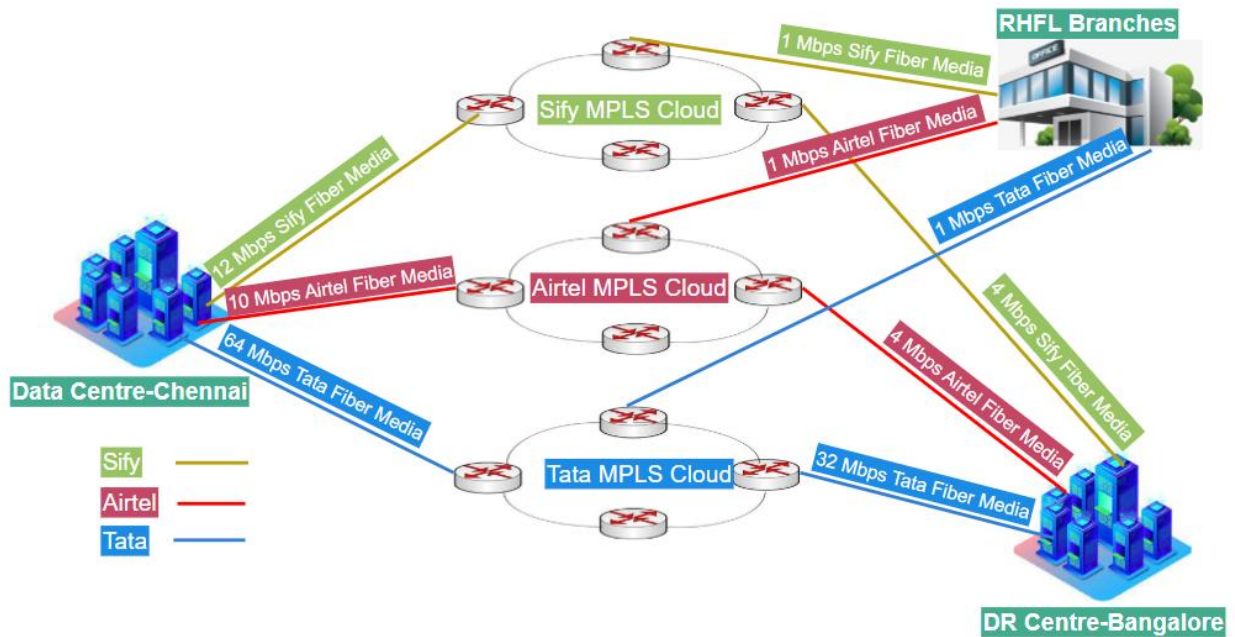 RHFL Branches
OFFICE
1 Mbps Sify Fiber Media
Sify MPLS Cloud
1 Mbps Airtel Fiber Media
1 Mbps Tata Fiber Media
12 Mbps Sify Fiber Media
10 Mbps Airtel Fiber Media
Airtel MPLS Cloud
4 Mbps Sify Fiber Media
64 Mbps Tata Fiber Media
4 Mbps Airtel Fiber Media
Data Centre-Chennai
Sify
Tata MPLS Cloud
32 Mbps Tata Fiber Media
Airtel
Tata
DR Centre-Bangalore